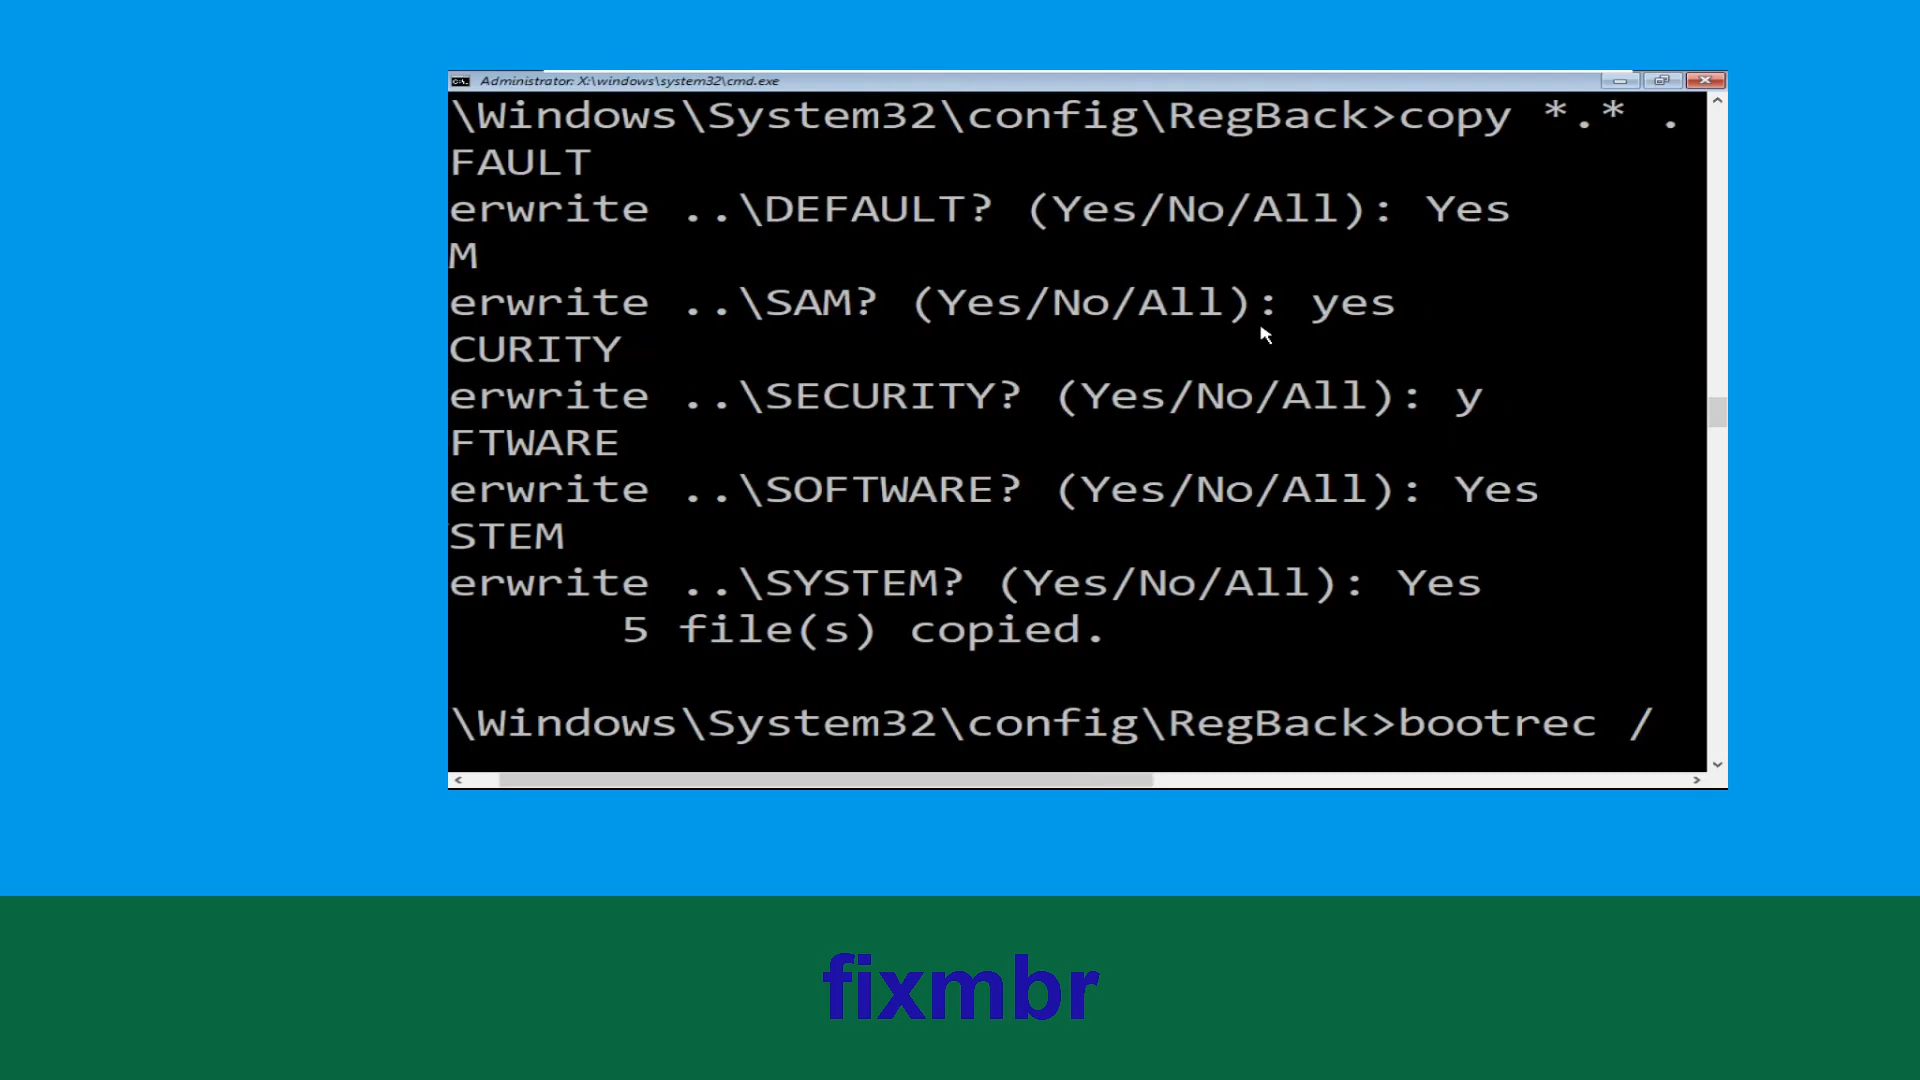 Administrator: X:\windows\system32\cmd.exe
\Windows\System32\config\RegBack>copy *.* .
FAULT
erwrite ..\DEFAULT? (Yes/No/All): Yes
M
erwrite ..\SAM? (Yes/No/All): yes
CURITY
erwrite ..\SECURITY? (Yes/No/All): y
FTWARE
erwrite ..\SOFTWARE? (Yes/No/All): Yes
STEM
erwrite ..\SYSTEM? (Yes/No/All): Yes
5 file(s) copied.
\Windows\System32\config\RegBack>bootrec /
fixmbr